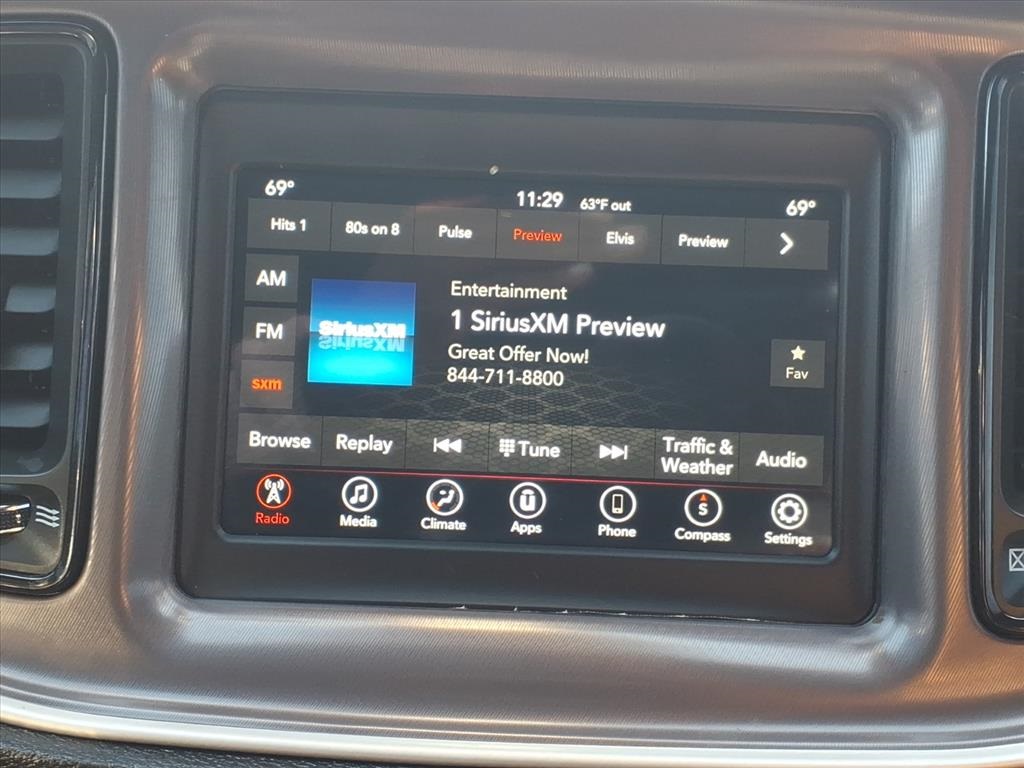 69°
11:29
63°F out
69°
Hits 1
80s on 8
Pulse
Preview
Elvis
Preview
AM
FM
sxm
SiriusXM
Entertainment
1 SiriusXM Preview
Great Offer Now!
844-711-8800
Fav
Browse
Replay
Tune
Traffic &
Weather
Audio
Radio
Media
Climate
Apps
Phone
S
Compass
Settings